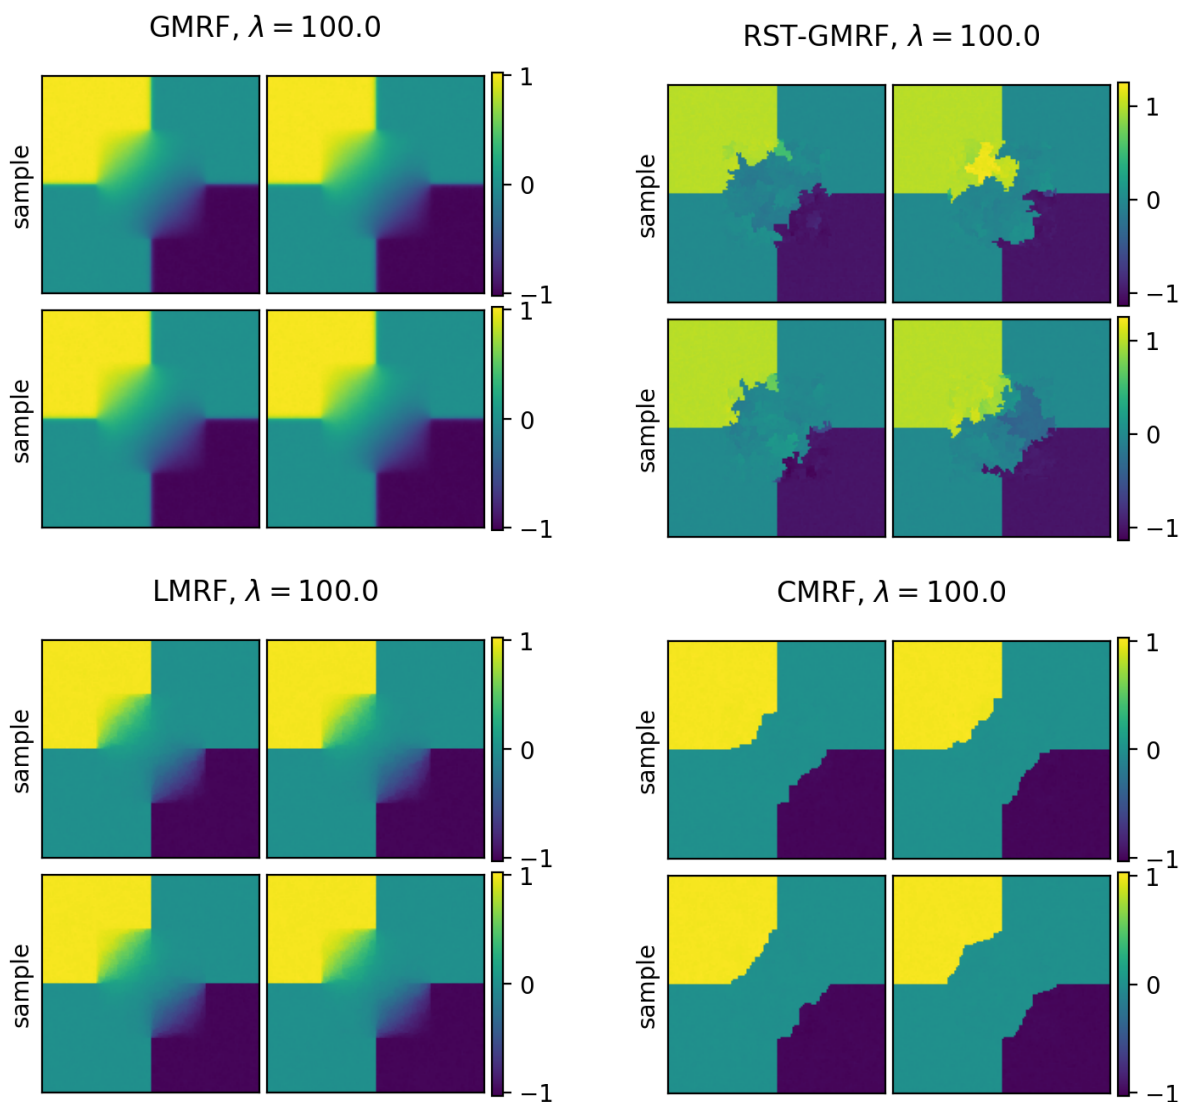 GMRF, λ = 100.0
sample
1
0
−1
sample
1
0
−1
RST-GMRF, λ = 100.0
sample
1
0
−1
sample
1
0
−1
LMRF, λ = 100.0
sample
1
0
−1
sample
1
0
−1
CMRF, λ = 100.0
sample
1
0
−1
sample
1
0
−1